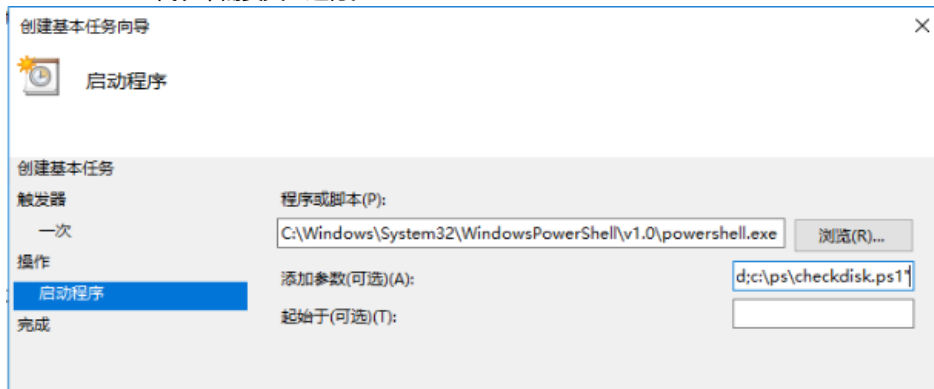 创建基本任务向导
启动程序
创建基本任务
触发器
一次
操作
启动程序
完成
程序或脚本(P):
C:\Windows\System32\WindowsPowerShell\v1.0\powershell.exe
浏览(R)...
添加参数(可选)(A):
d;c:\ps\checkdisk.ps1"
起始于(可选)(T):